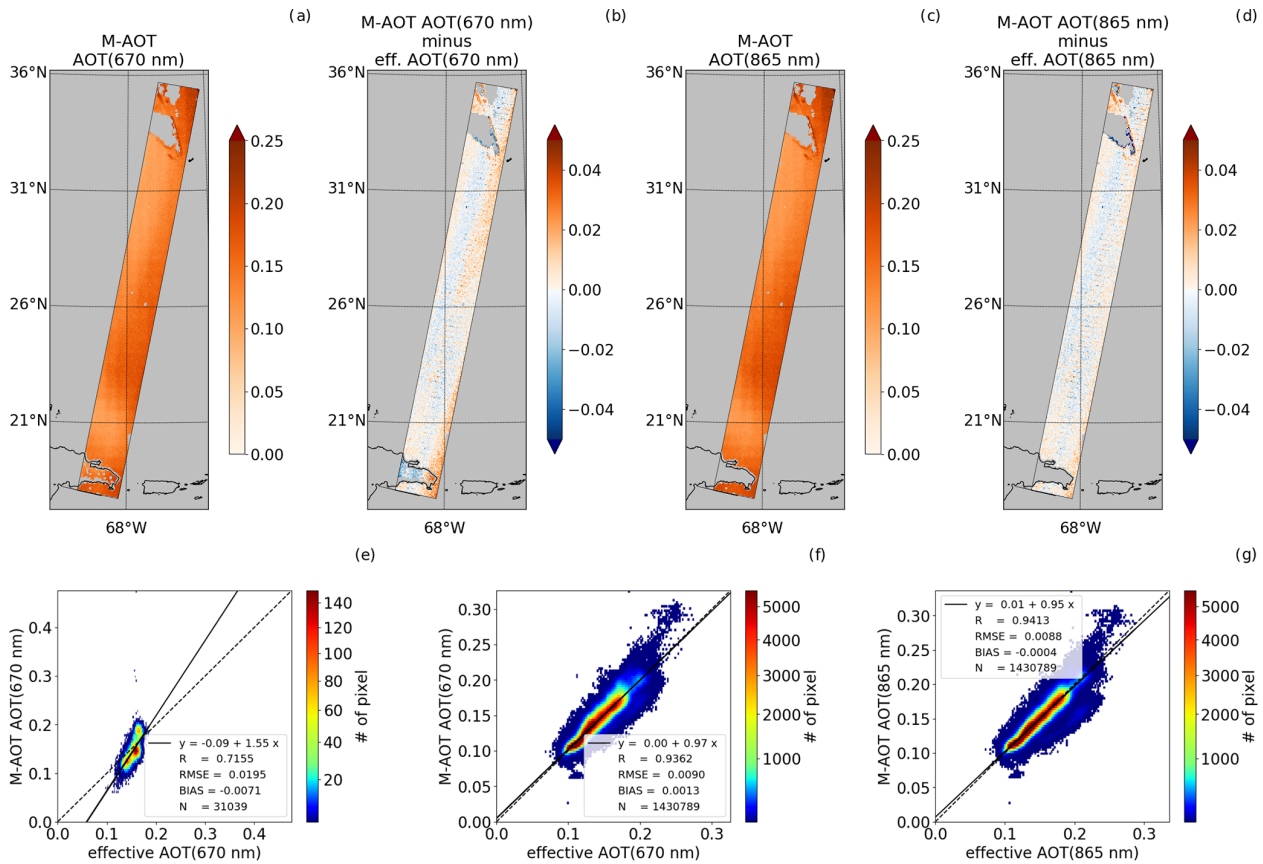 (a)
M-AOT
AOT(670 nm)
36°N
31°N
26°N
21°N
68°W
0.25
0.20
0.15
0.10
0.05
0.00
(b)
M-AOT AOT(670 nm)
minus
eff. AOT(670 nm)
36°N
31°N
26°N
21°N
68°W
0.04
0.02
0.00
−0.02
−0.04
(c)
M-AOT
AOT(865 nm)
36°N
31°N
26°N
21°N
68°W
0.25
0.20
0.15
0.10
0.05
0.00
(d)
M-AOT AOT(865 nm)
minus
eff. AOT(865 nm)
36°N
31°N
26°N
21°N
68°W
0.04
0.02
0.00
−0.02
−0.04
(e)
M-AOT AOT(670 nm)
0.4
0.3
0.2
0.1
0.0
0.0 0.2 0.4
effective AOT(670 nm)
y = -0.09 + 1.55 x
R = 0.7155
RMSE = 0.0195
BIAS = -0.0071
N = 31039
140
120
100
80
60
40
20
# of pixel
(f)
M-AOT AOT(670 nm)
0.30
0.25
0.20
0.15
0.10
0.05
0.00
0.0 0.1 0.2 0.3
effective AOT(670 nm)
y = 0.00 + 0.97 x
R = 0.9362
RMSE = 0.0090
BIAS = 0.0013
N = 1430789
5000
4000
3000
2000
1000
# of pixel
(g)
M-AOT AOT(865 nm)
0.30
0.25
0.20
0.15
0.10
0.05
0.00
0.0 0.1 0.2 0.3
effective AOT(865 nm)
y = 0.01 + 0.95 x
R = 0.9413
RMSE = 0.0088
BIAS = -0.0004
N = 1430789
5000
4000
3000
2000
1000
# of pixel